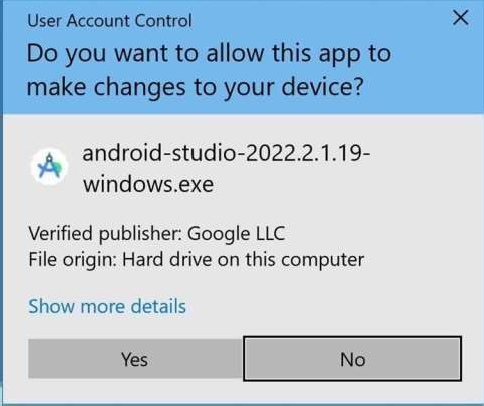 User Account Control
Do you want to allow this app to
make changes to your device?
android-studio-2022.2.1.19-
windows.exe
Verified publisher: Google LLC
File origin: Hard drive on this computer
Show more details
Yes
No